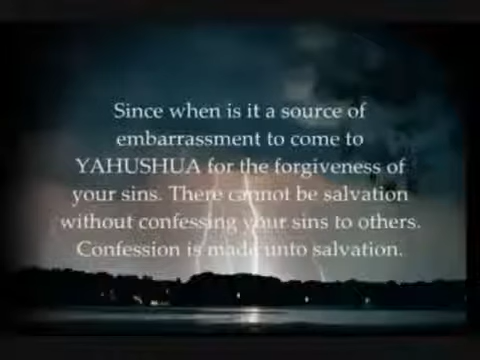 Since when is it a source of
embarrassment to come to
YAHUSHUA for the forgiveness of
your sins. There cannot be salvation
without confessing your sins to others.
Confession is made unto salvation.